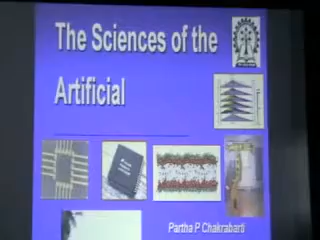 The Sciences of the
Artificial
Partha P Chakrabarti